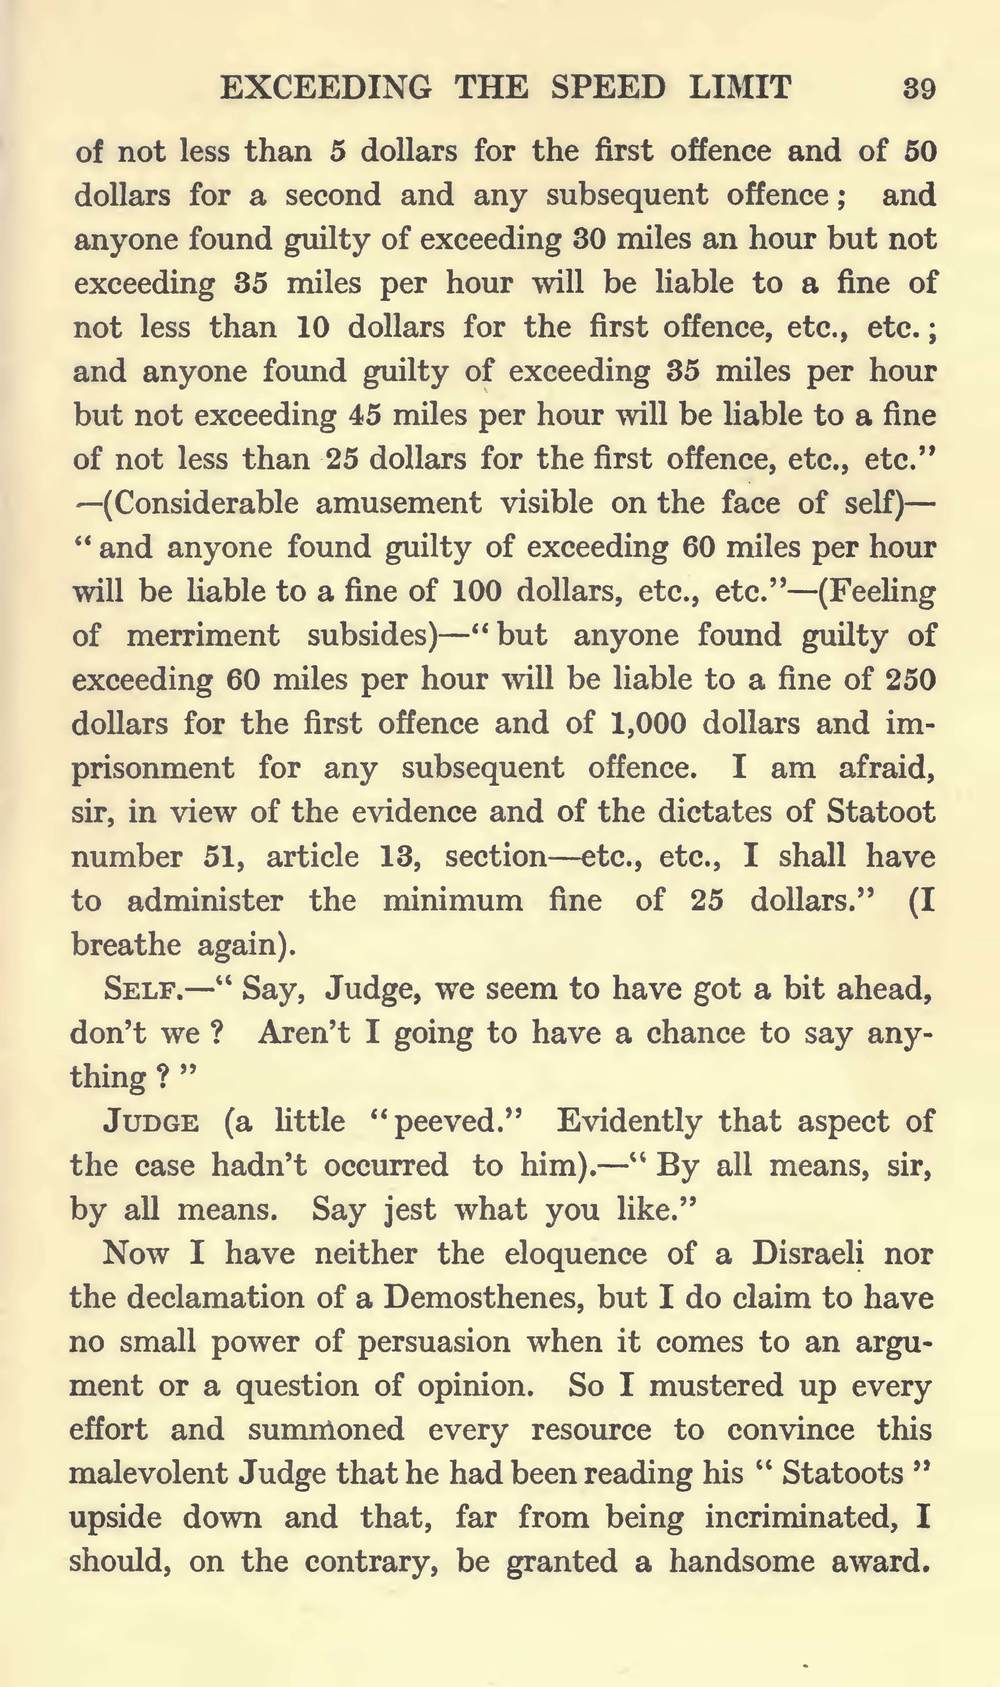 EXCEEDING THE SPEED LIMIT 39
of not less than 5 dollars for the first offence and of 50
dollars for a second and any subsequent offence ; and
anyone found guilty of exceeding 30 miles an hour but not
exceeding 35 miles per hour will be liable to a fine of
not less than 10 dollars for the first offence, etc., etc. ;
and anyone found guilty of exceeding 35 miles per hour
but not exceeding 45 miles per hour will be liable to a fine
of not less than 25 dollars for the first offence, etc., etc.”
—(Considerable amusement visible on the face of self)—
“ and anyone found guilty of exceeding 60 miles per hour
will be liable to a fine of 100 dollars, etc., etc.”—(Feeling
of merriment subsides)—“ but anyone found guilty of
exceeding 60 miles per hour will be liable to a fine of 250
dollars for the first offence and of 1,000 dollars and im-
prisonment for any subsequent offence. I am afraid,
sir, in view of the evidence and of the dictates of Statoot
number 51, article 13, section—etc., etc., I shall have
to administer the minimum fine of 25 dollars.” (I
breathe again).
SELF.—“ Say, Judge, we seem to have got a bit ahead,
don’t we ? Aren’t I going to have a chance to say any-
thing ? ”
JUDGE (a little “ peeved.” Evidently that aspect of
the case hadn’t occurred to him).—“ By all means, sir,
by all means. Say jest what you like.”
Now I have neither the eloquence of a Disraeli nor
the declamation of a Demosthenes, but I do claim to have
no small power of persuasion when it comes to an argu-
ment or a question of opinion. So I mustered up every
effort and summoned every resource to convince this
malevolent Judge that he had been reading his “ Statoots ”
upside down and that, far from being incriminated, I
should, on the contrary, be granted a handsome award.